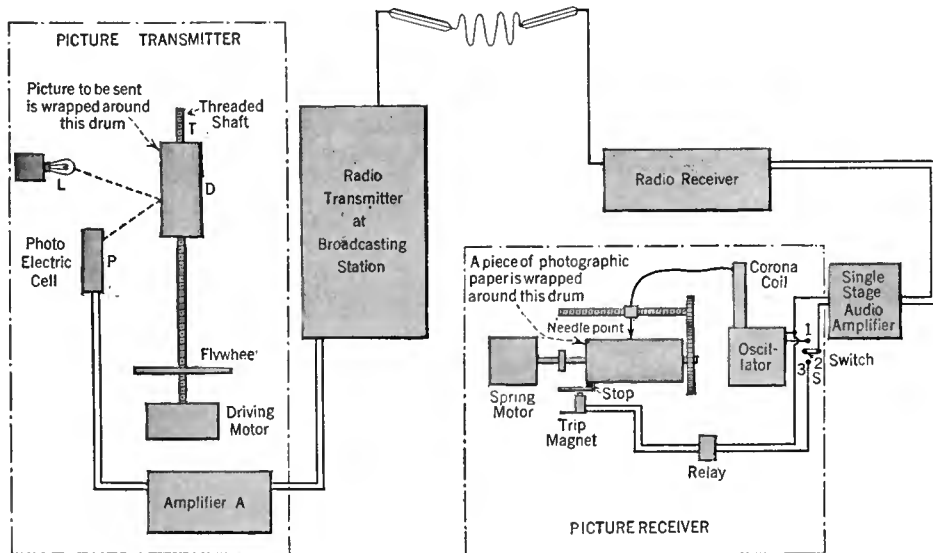 PICTURE TRANSMITTER
Picture to be sent
is wrapped around
this drum
Threaded
Shaft
T
L
D
Photo
Electric
Cell
P
Flywheel
Driving
Motor
Amplifier A
Radio
Transmitter
at
Broadcasting
Station
Radio Receiver
A piece of photographic
paper is wrapped
around this drum
Needle point
Corona
Coil
Single
Stage
Audio
Amplifier
1
Oscil-
lator
2
Switch
3
S
Spring
Motor
Stop
Trip
Magnet
Relay
PICTURE RECEIVER